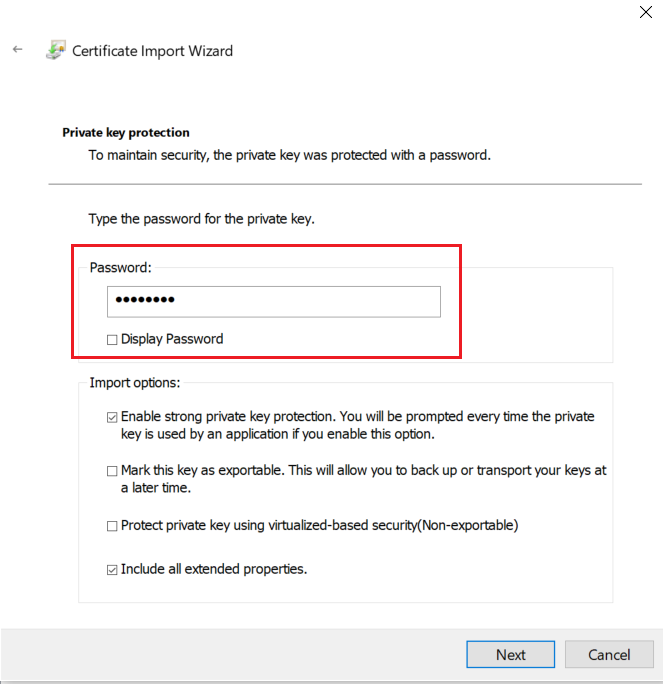 Certificate Import Wizard
Private key protection
To maintain security, the private key was protected with a password.
Type the password for the private key.
Password:
••••••••
Display Password
Import options:
Enable strong private key protection. You will be prompted every time the private
key is used by an application if you enable this option.
Mark this key as exportable. This will allow you to back up or transport your keys at
a later time.
Protect private key using virtualized-based security(Non-exportable)
Include all extended properties.
Next
Cancel